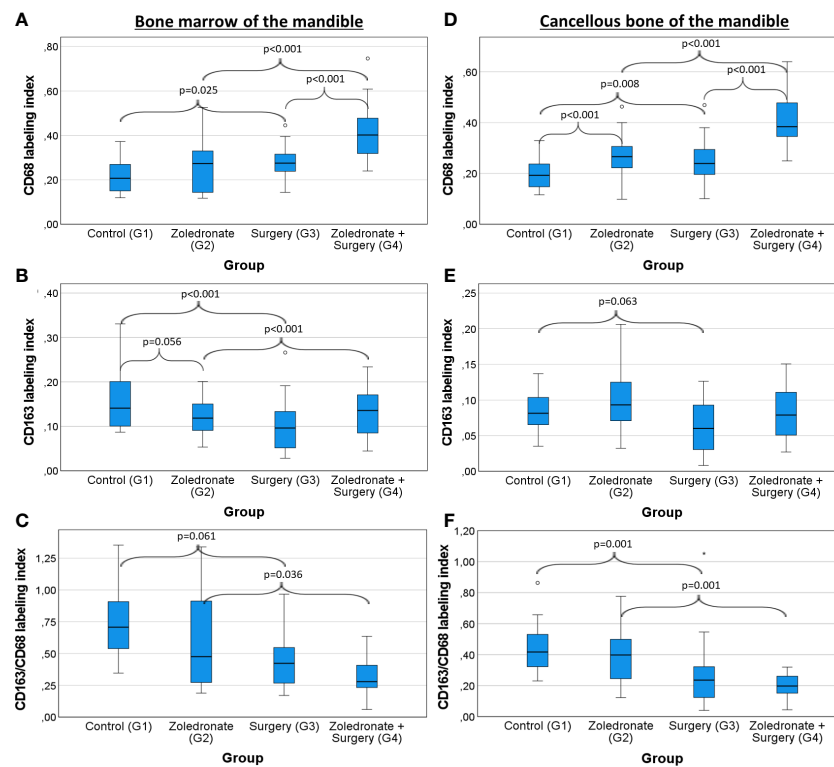 A
Bone marrow of the mandible
CD68 labeling index
,80
,60
,40
,20
,00
p<0.001
p=0.025
p<0.001
Control (G1)
Zoledronate
(G2)
Surgery (G3)
Zoledronate +
Surgery (G4)
Group
B
CD163 labeling index
,40
,30
,20
,10
,00
p<0.001
p=0.056
p<0.001
Control (G1)
Zoledronate
(G2)
Surgery (G3)
Zoledronate +
Surgery (G4)
Group
C
CD163/CD68 labeling index
1,25
1,00
,75
,50
,25
,00
p=0.061
p=0.036
Control (G1)
Zoledronate
(G2)
Surgery (G3)
Zoledronate +
Surgery (G4)
Group
D
Cancellous bone of the mandible
CD68 labeling index
,60
,40
,20
,00
p<0.001
p=0.008
p<0.001
p<0.001
Control (G1)
Zoledronate
(G2)
Surgery (G3)
Zoledronate +
Surgery (G4)
Group
E
CD163 labeling index
,25
,20
,15
,10
,05
,00
p=0.063
Control (G1)
Zoledronate
(G2)
Surgery (G3)
Zoledronate +
Surgery (G4)
Group
F
CD163/CD68 labeling index
1,20
1,00
,80
,60
,40
,20
,00
p=0.001
p=0.001
Control (G1)
Zoledronate
(G2)
Surgery (G3)
Zoledronate +
Surgery (G4)
Group